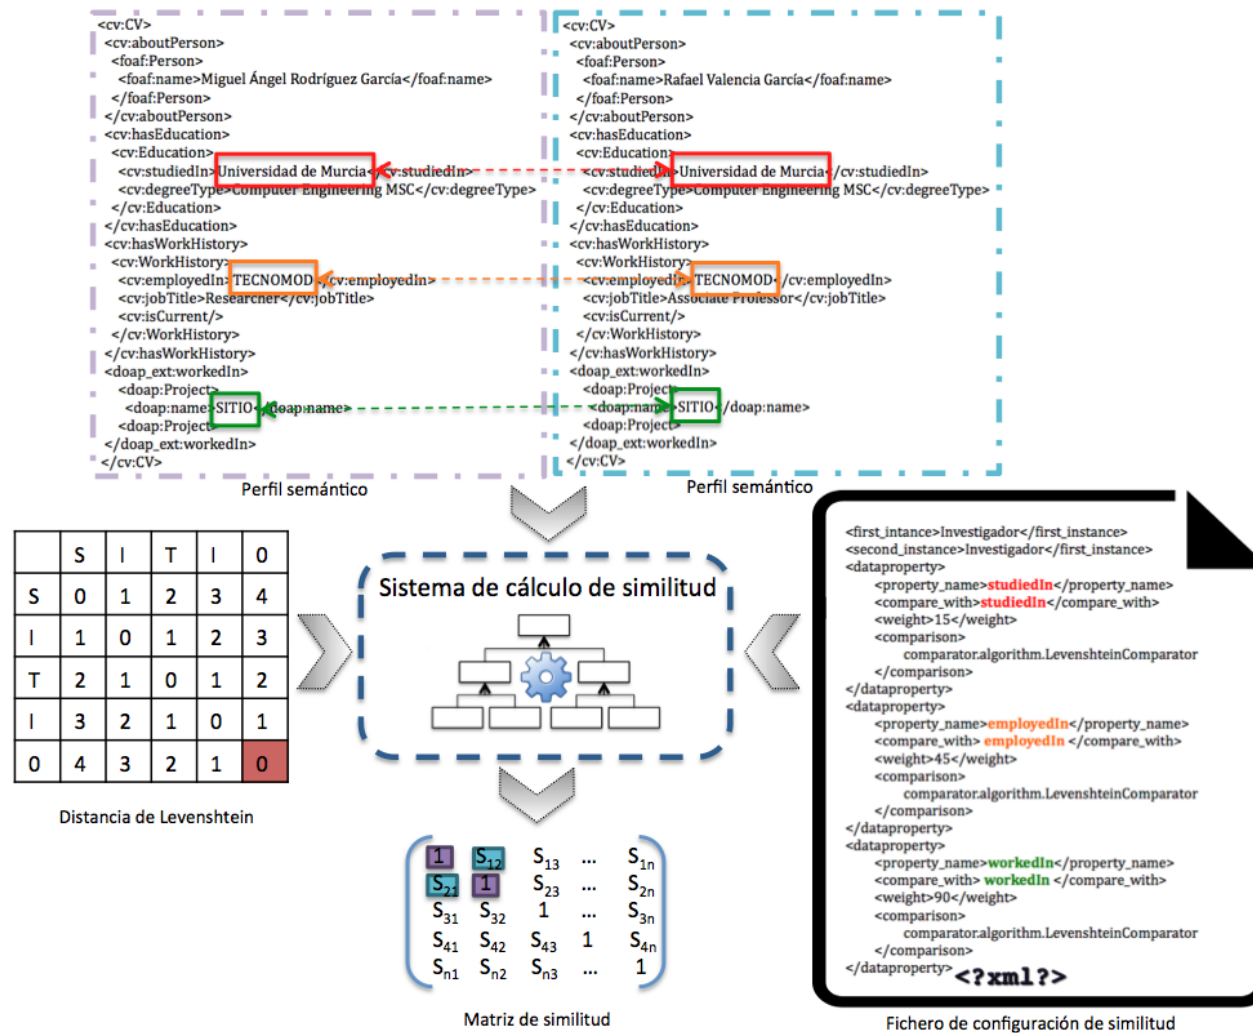 <cv:CV>
<cv:aboutPerson>
<foaf:Person>
<foaf:name>Miguel Ángel Rodríguez García</foaf:name>
</foaf:Person>
</cv:aboutPerson>
<cv:hasEducation>
<cv:Education>
<cv:studiedIn>Universidad de Murcia</cv:studiedIn>
<cv:degreeType>Computer Engineering MSC</cv:degreeType>
</cv:Education>
</cv:hasEducation>
<cv:hasWorkHistory>
<cv:WorkHistory>
<cv:employedIn>TECNOMOD</cv:employedIn>
<cv:jobTitle>Researcher</cv:jobTitle>
<cv:isCurrent/>
</cv:WorkHistory>
</cv:hasWorkHistory>
<doap_ext:workedIn>
<doap:Project>
<doap:name>SITIO</doap:name>
<doap:Project>
</doap_ext:workedIn>
</cv:CV>
Perfil semántico
<cv:CV>
<cv:aboutPerson>
<foaf:Person>
<foaf:name>Rafael Valencia García</foaf:name>
</foaf:Person>
</cv:aboutPerson>
<cv:hasEducation>
<cv:Education>
<cv:studiedIn>Universidad de Murcia</cv:studiedIn>
<cv:degreeType>Computer Engineering MSC</cv:degreeType>
</cv:Education>
</cv:hasEducation>
<cv:hasWorkHistory>
<cv:WorkHistory>
<cv:employedIn>TECNOMOD</cv:employedIn>
<cv:jobTitle>Associate Professor</cv:jobTitle>
<cv:isCurrent/>
</cv:WorkHistory>
</cv:hasWorkHistory>
<doap_ext:workedIn>
<doap:Project>
<doap:name>SITIO</doap:name>
<doap:Project>
</doap_ext:workedIn>
</cv:CV>
Perfil semántico
S I T I O
S 0 1 2 3 4
I 1 0 1 2 3
T 2 1 0 1 2
I 3 2 1 0 1
O 4 3 2 1 0
Distancia de Levenshtein
Sistema de cálculo de similitud
<first_intance>Investigador</first_instance>
<second_instance>Investigador</first_instance>
<dataproperty>
<property_name>studiedIn</property_name>
<compare_with>studiedIn</compare_with>
<weight>15</weight>
<comparison>
comparator.algorithm.LevenshteinComparator
</comparison>
</dataproperty>
<dataproperty>
<property_name>employedIn</property_name>
<compare_with> employedIn </compare_with>
<weight>45</weight>
<comparison>
comparator.algorithm.LevenshteinComparator
</comparison>
</dataproperty>
<dataproperty>
<property_name>workedIn</property_name>
<compare_with> workedIn </compare_with>
<weight>90</weight>
<comparison>
comparator.algorithm.LevenshteinComparator
</comparison>
</dataproperty>
<?xml?>
Fichero de configuración de similitud
1 S12 S13 ... S1n
S21 1 S23 ... S2n
S31 S32 1 ... S3n
S41 S42 S43 1 S4n
Sn1 Sn2 Sn3 ... 1
Matriz de similitud